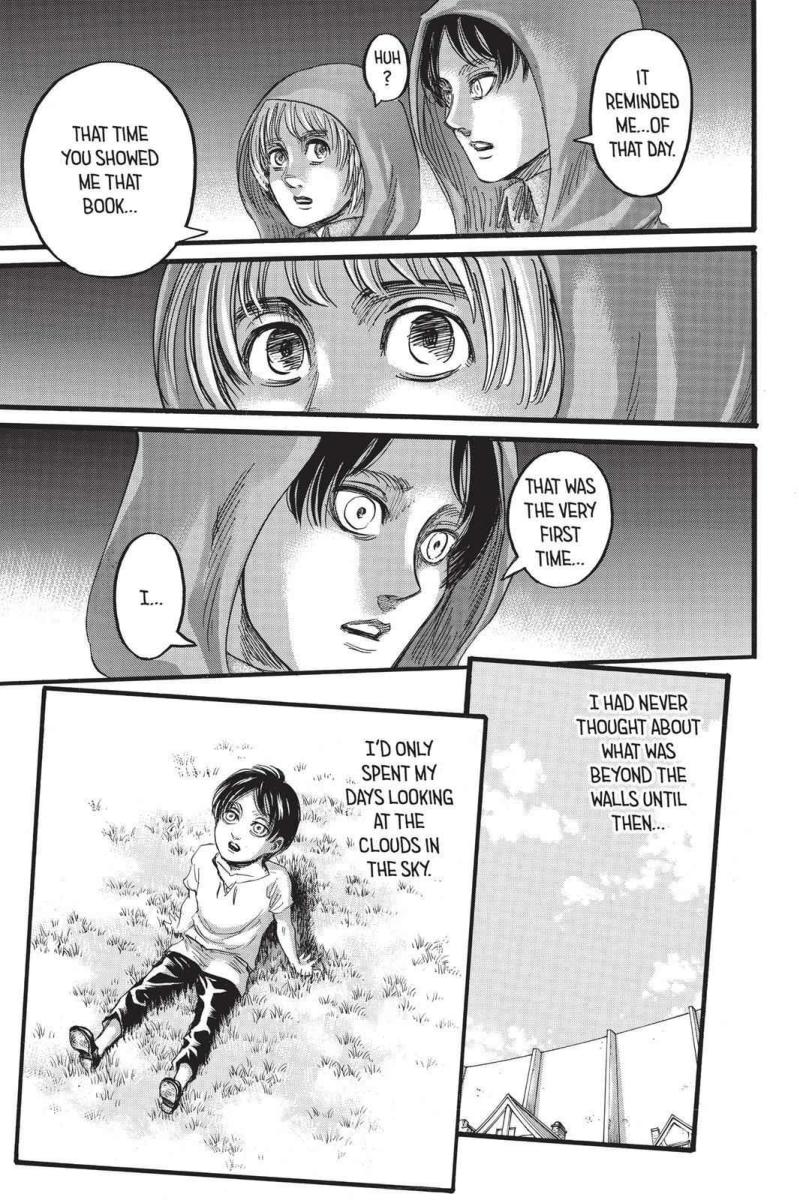 IT
REMINDED
ME...OF
THAT DAY.
HUH
?
THAT TIME
YOU SHOWED
ME THAT
BOOK...
THAT WAS
THE VERY
FIRST
TIME...
I...
I HAD NEVER
THOUGHT ABOUT
WHAT WAS
BEYOND THE
WALLS UNTIL
THEN...
I'D ONLY
SPENT MY
DAYS LOOKING
AT THE
CLOUDS IN
THE SKY.